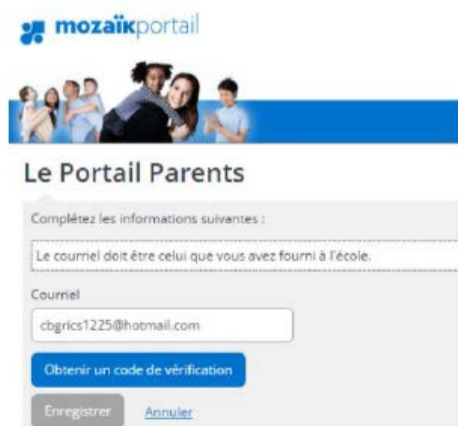 mozaïkportail
Le Portail Parents
Complétez les informations suivantes :
Le courriel doit être celui que vous avez fourni à l'école.
Courriel
cbgrics1225@hotmail.com
Obtenir un code de vérification
Enregistrer Annuler